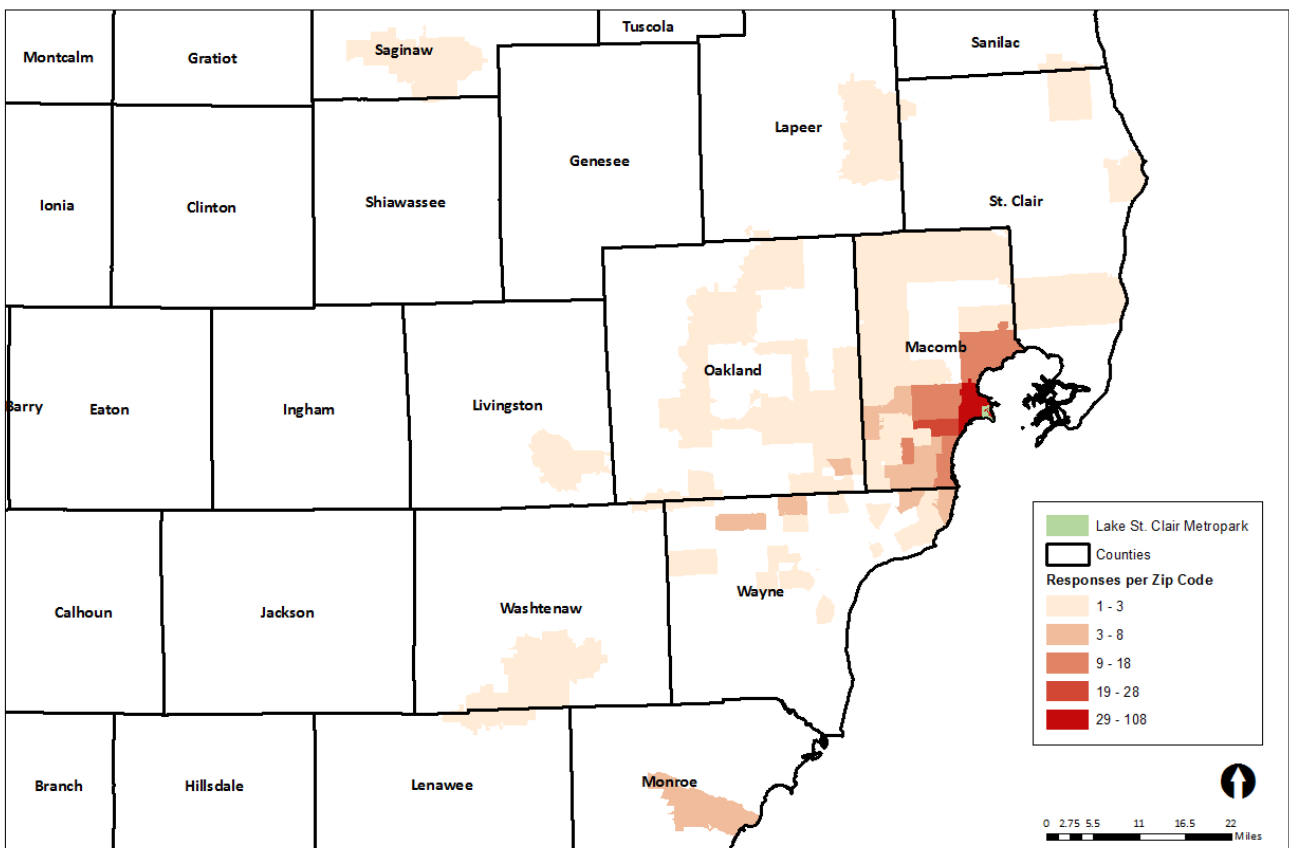 Tuscola
Montcalm
Gratiot
Saginaw
Sanilac
Lapeer
Genesee
Ionia
Clinton
Shiawassee
St. Clair
Macomb
Oakland
Barry
Eaton
Ingham
Livingston
Calhoun
Jackson
Washtenaw
Wayne
Branch
Hillsdale
Lenawee
Monroe
Lake St. Clair Metropark
Counties
Responses per Zip Code
1 - 3
3 - 8
9 - 18
19 - 28
29 - 108
0 2.75 5.5 11 16.5 22
Miles